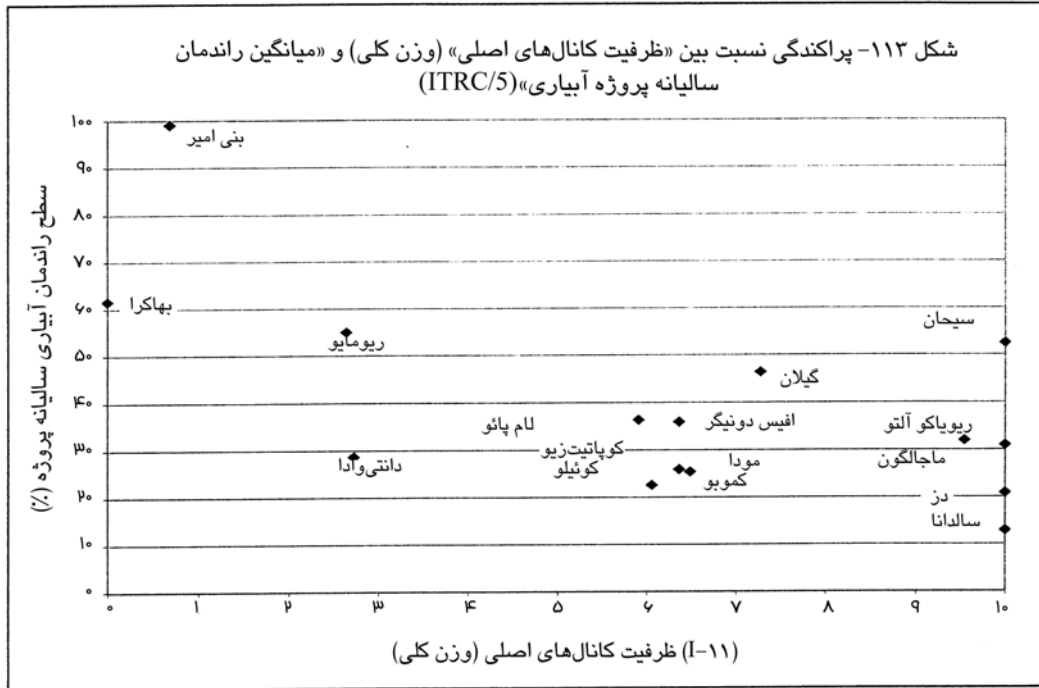 شکل ۱۱۳- پراکندگی نسبت بین «ظرفیت کانال‌های اصلی» (وزن کلی) و «میانگین راندمان
سالیانه پروژه آبیاری»(ITRC/5)
سطح راندمان آبیاری سالیانه پروژه (٪)
۱۰۰
۹۰
۸۰
۷۰
۶۰
۵۰
۴۰
۳۰
۲۰
۱۰
۰
بنی امیر
بهاکرا
ریومایو
سیحان
گیلان
لام پائو
افیس دونیگر
ریویاکو آلتو
کوپاتیت‌زیو
دانتی‌وادا
کوئیلو
مودا
کموبو
ماجالگون
دز
سالدانا
۰ ۱ ۲ ۳ ۴ ۵ ۶ ۷ ۸ ۹ ۱۰
(I-۱۱) ظرفیت کانال‌های اصلی (وزن کلی)